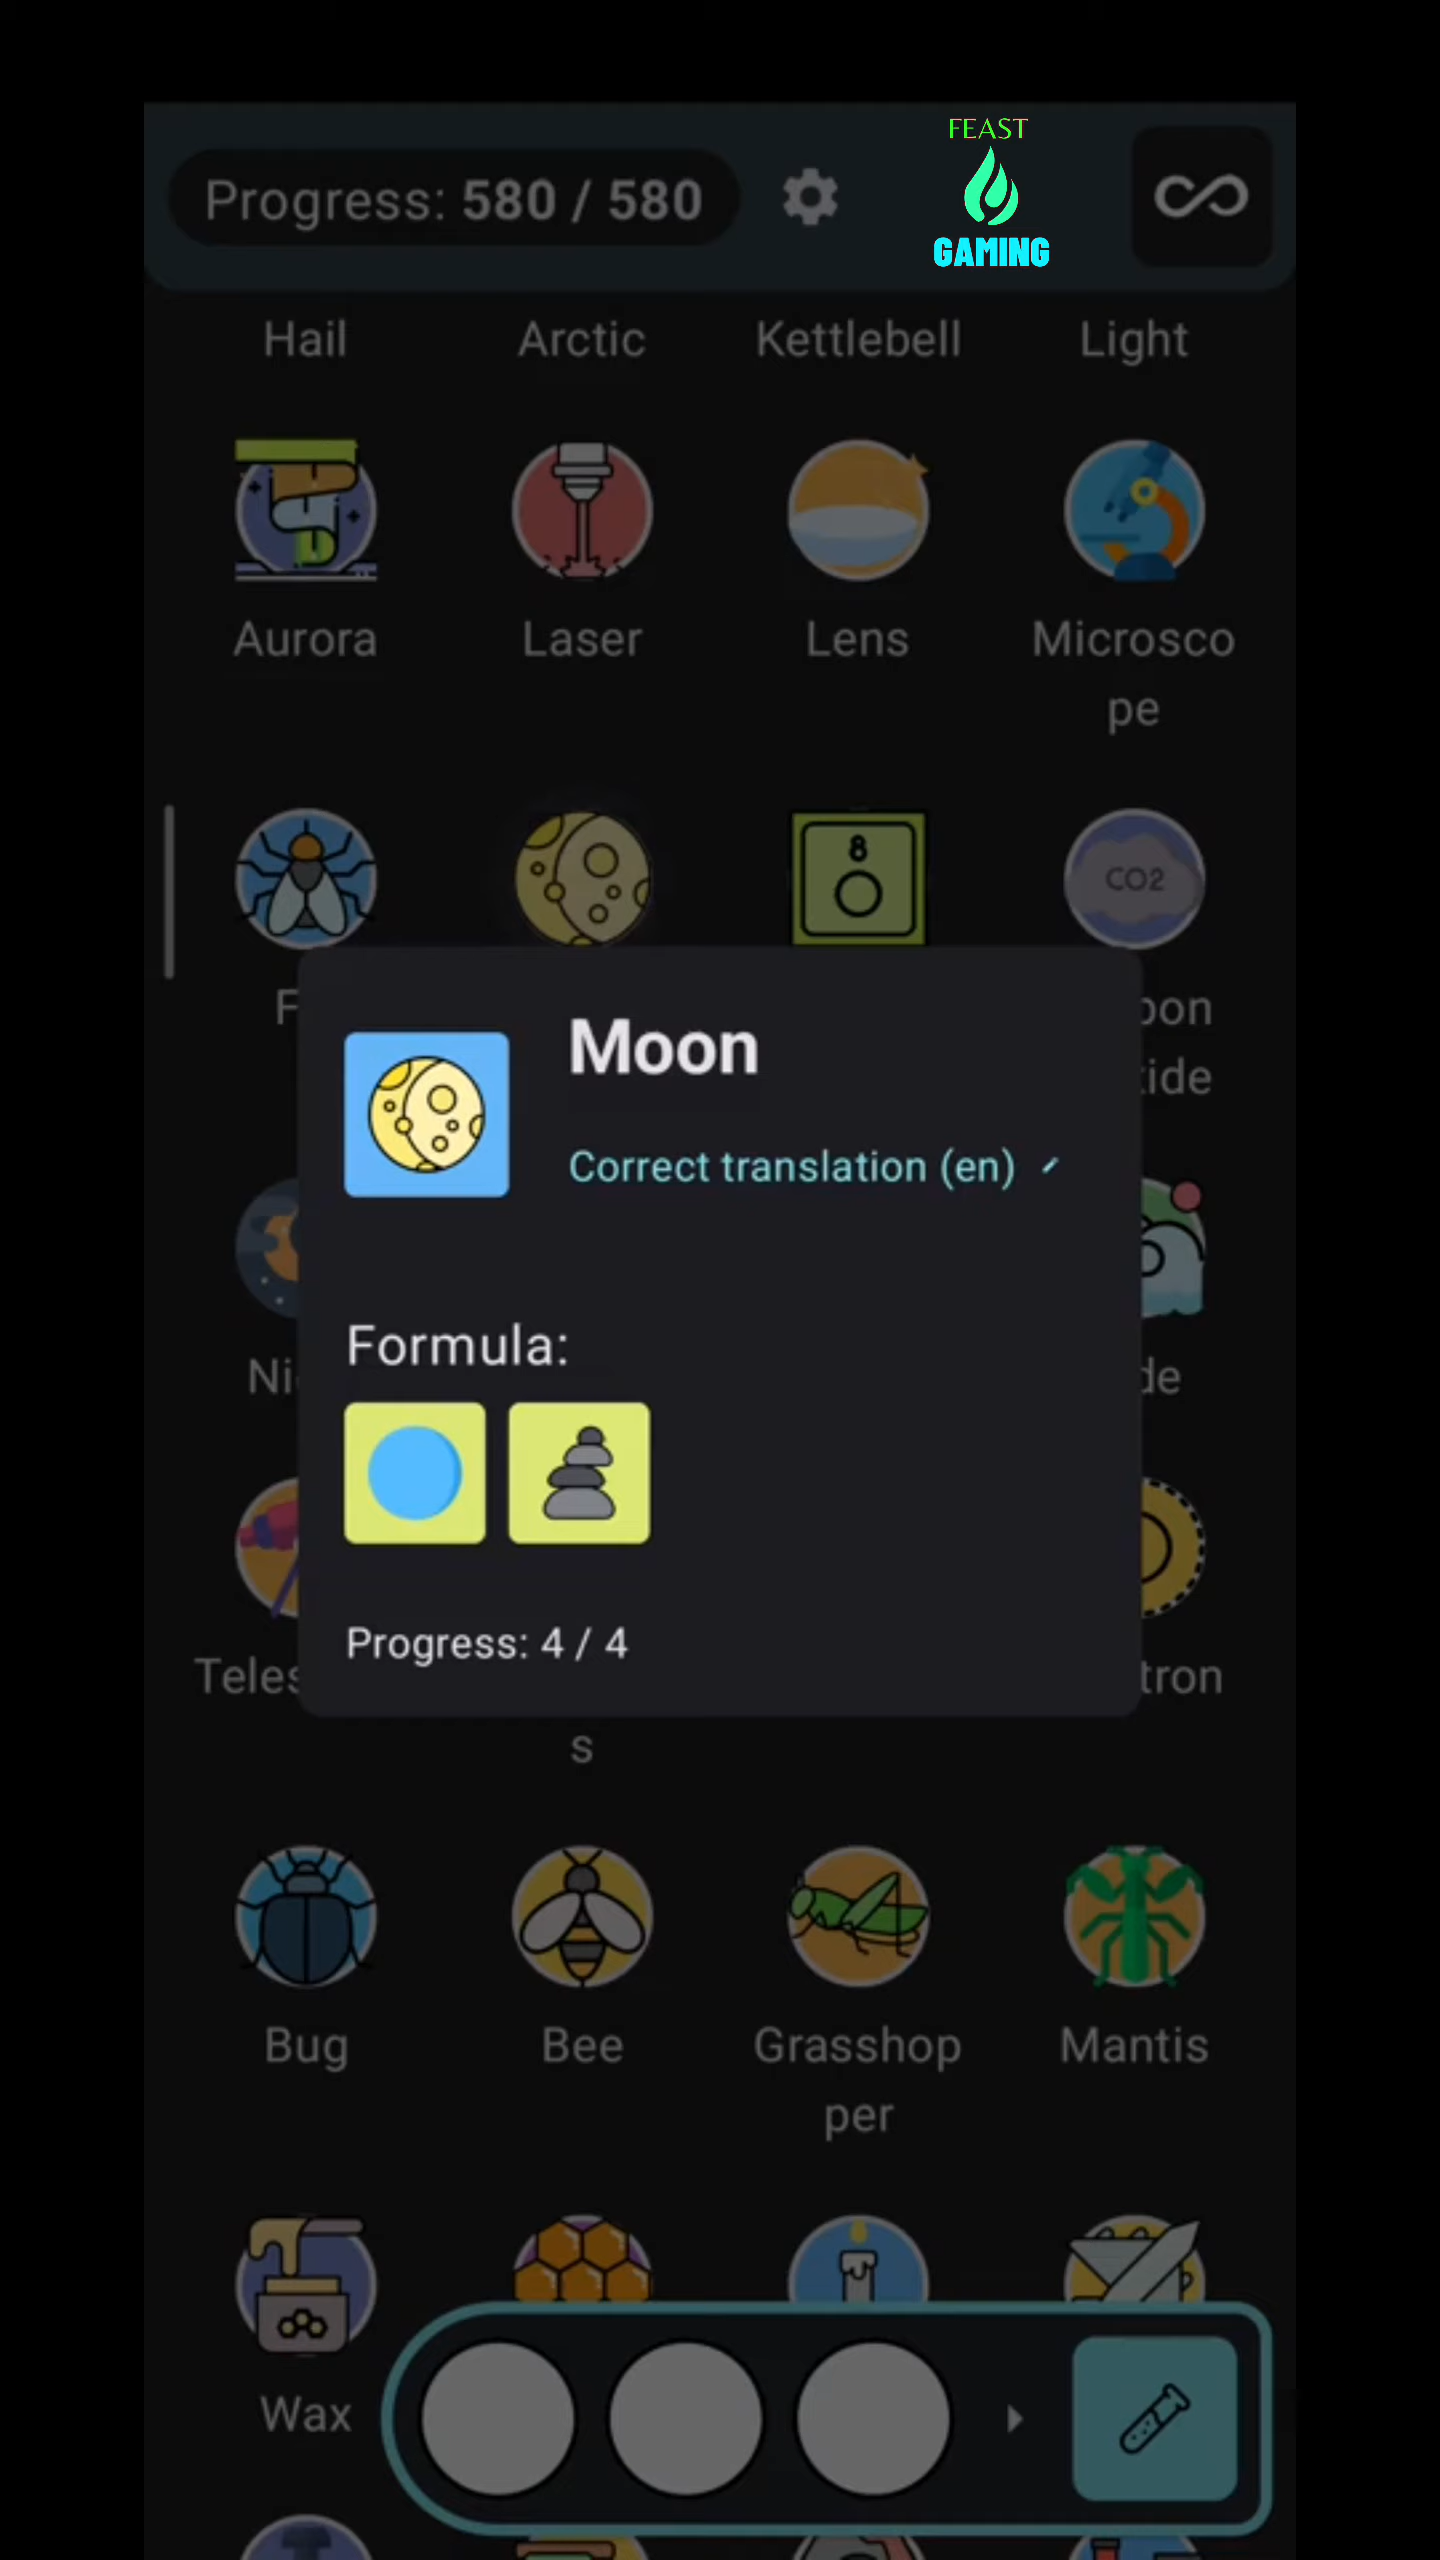 Progress: 580 / 580
FEAST
GAMING
Hail Arctic Kettlebell Light
Aurora Laser Lens Microsco
pe
8
CO2
Moon
Correct translation (en)
Formula:
Progress: 4 / 4
s
Bug Bee Grasshop Mantis
per
Wax